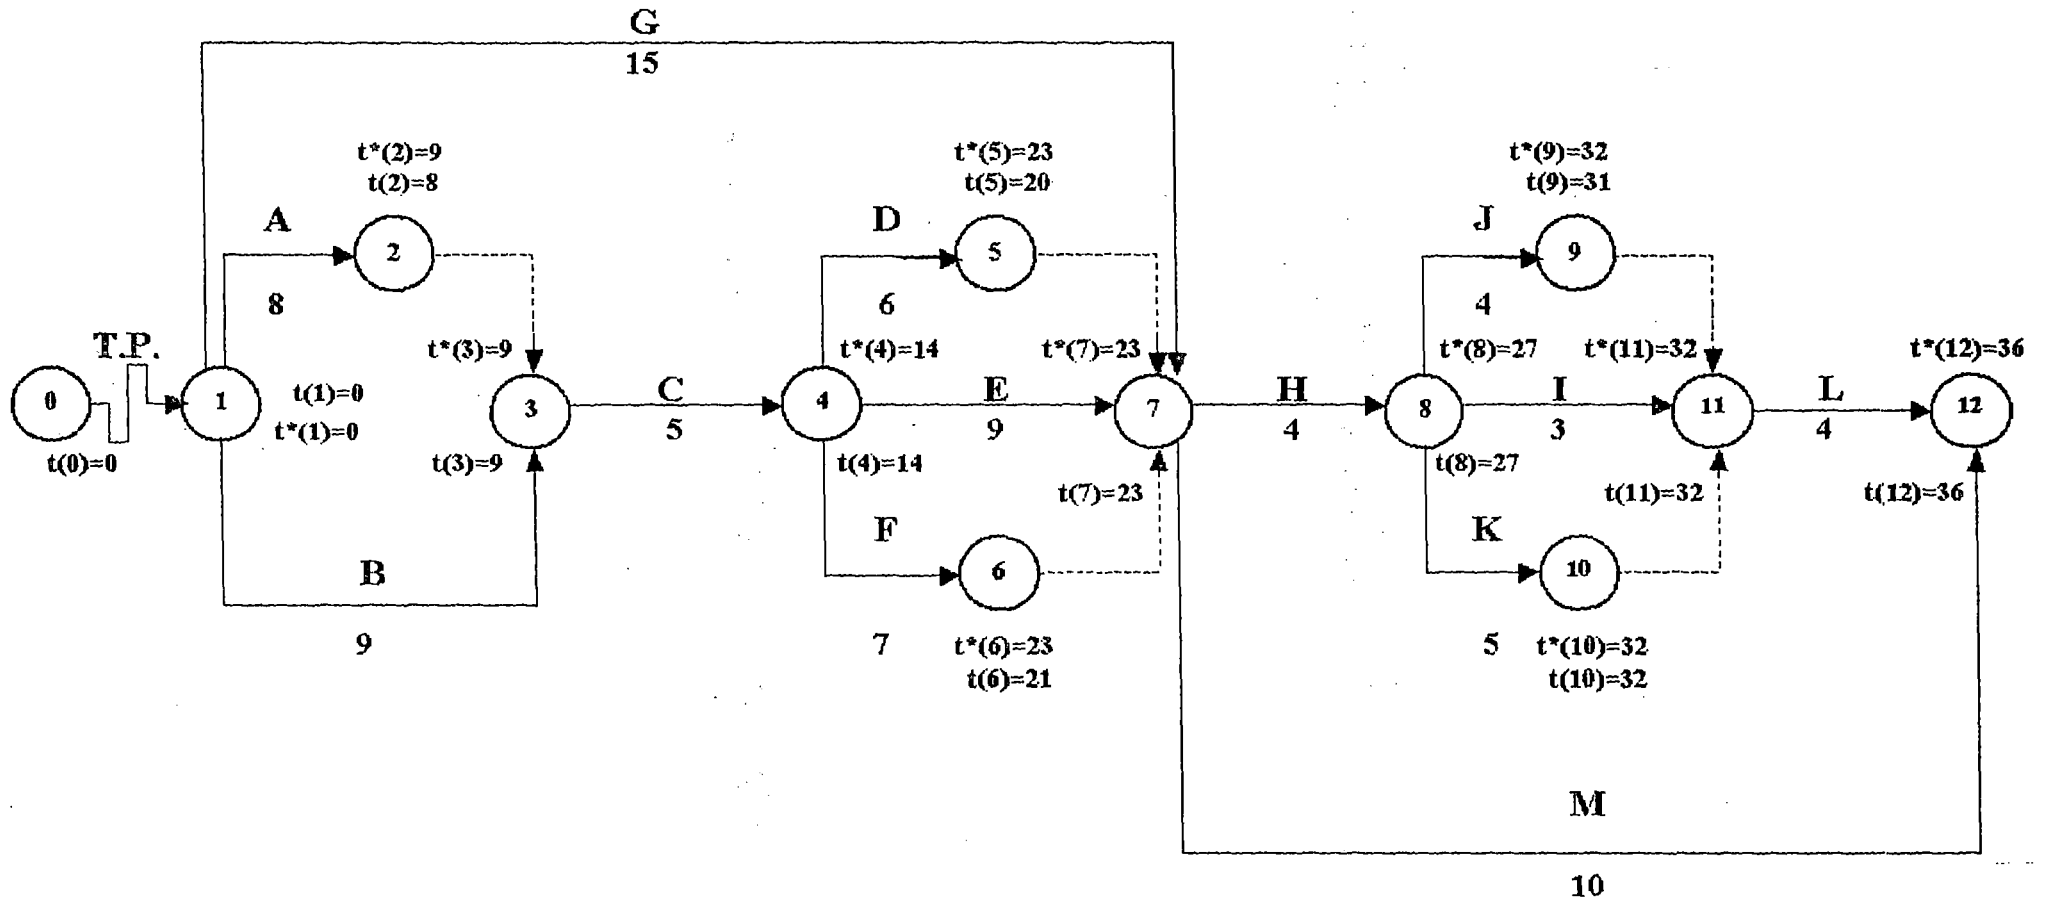 G
15
t*(2)=9
t(2)=8
t*(5)=23
t(5)=20
t*(9)=32
t(9)=31
A
2
8
D
5
6
J
9
4
T.P.
t*(3)=9
t*(4)=14
t*(7)=23
t*(8)=27
t*(11)=32
t*(12)=36
0
1
t(1)=0
t*(1)=0
3
C
5
4
E
9
7
H
4
8
I
3
11
L
4
12
t(0)=0
t(3)=9
t(4)=14
t(7)=23
t(8)=27
t(11)=32
t(12)=36
B
9
F
6
7
K
10
5
t*(6)=23
t(6)=21
t*(10)=32
t(10)=32
M
10